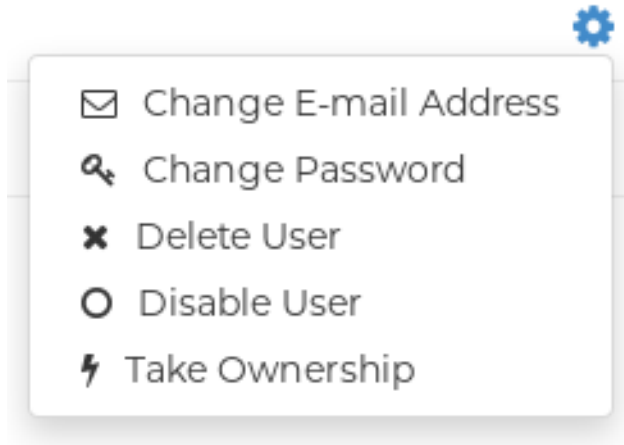 Change E-mail Address
Change Password
Delete User
Disable User
Take Ownership